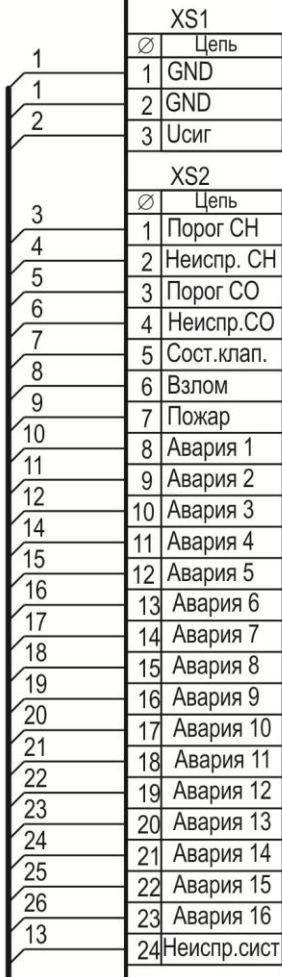 XS1
∅ Цепь
1 1 GND
1 2 GND
2 3 Uсиг
XS2
∅ Цепь
3 1 Порог СН
4 2 Неиспр. СН
5 3 Порог СО
6 4 Неиспр.СО
7 5 Сост.клап.
8 6 Взлом
9 7 Пожар
10 8 Авария 1
11 9 Авария 2
12 10 Авария 3
14 11 Авария 4
15 12 Авария 5
16 13 Авария 6
17 14 Авария 7
18 15 Авария 8
19 16 Авария 9
20 17 Авария 10
21 18 Авария 11
22 19 Авария 12
23 20 Авария 13
24 21 Авария 14
25 22 Авария 15
26 23 Авария 16
13 24 Неиспр.сист